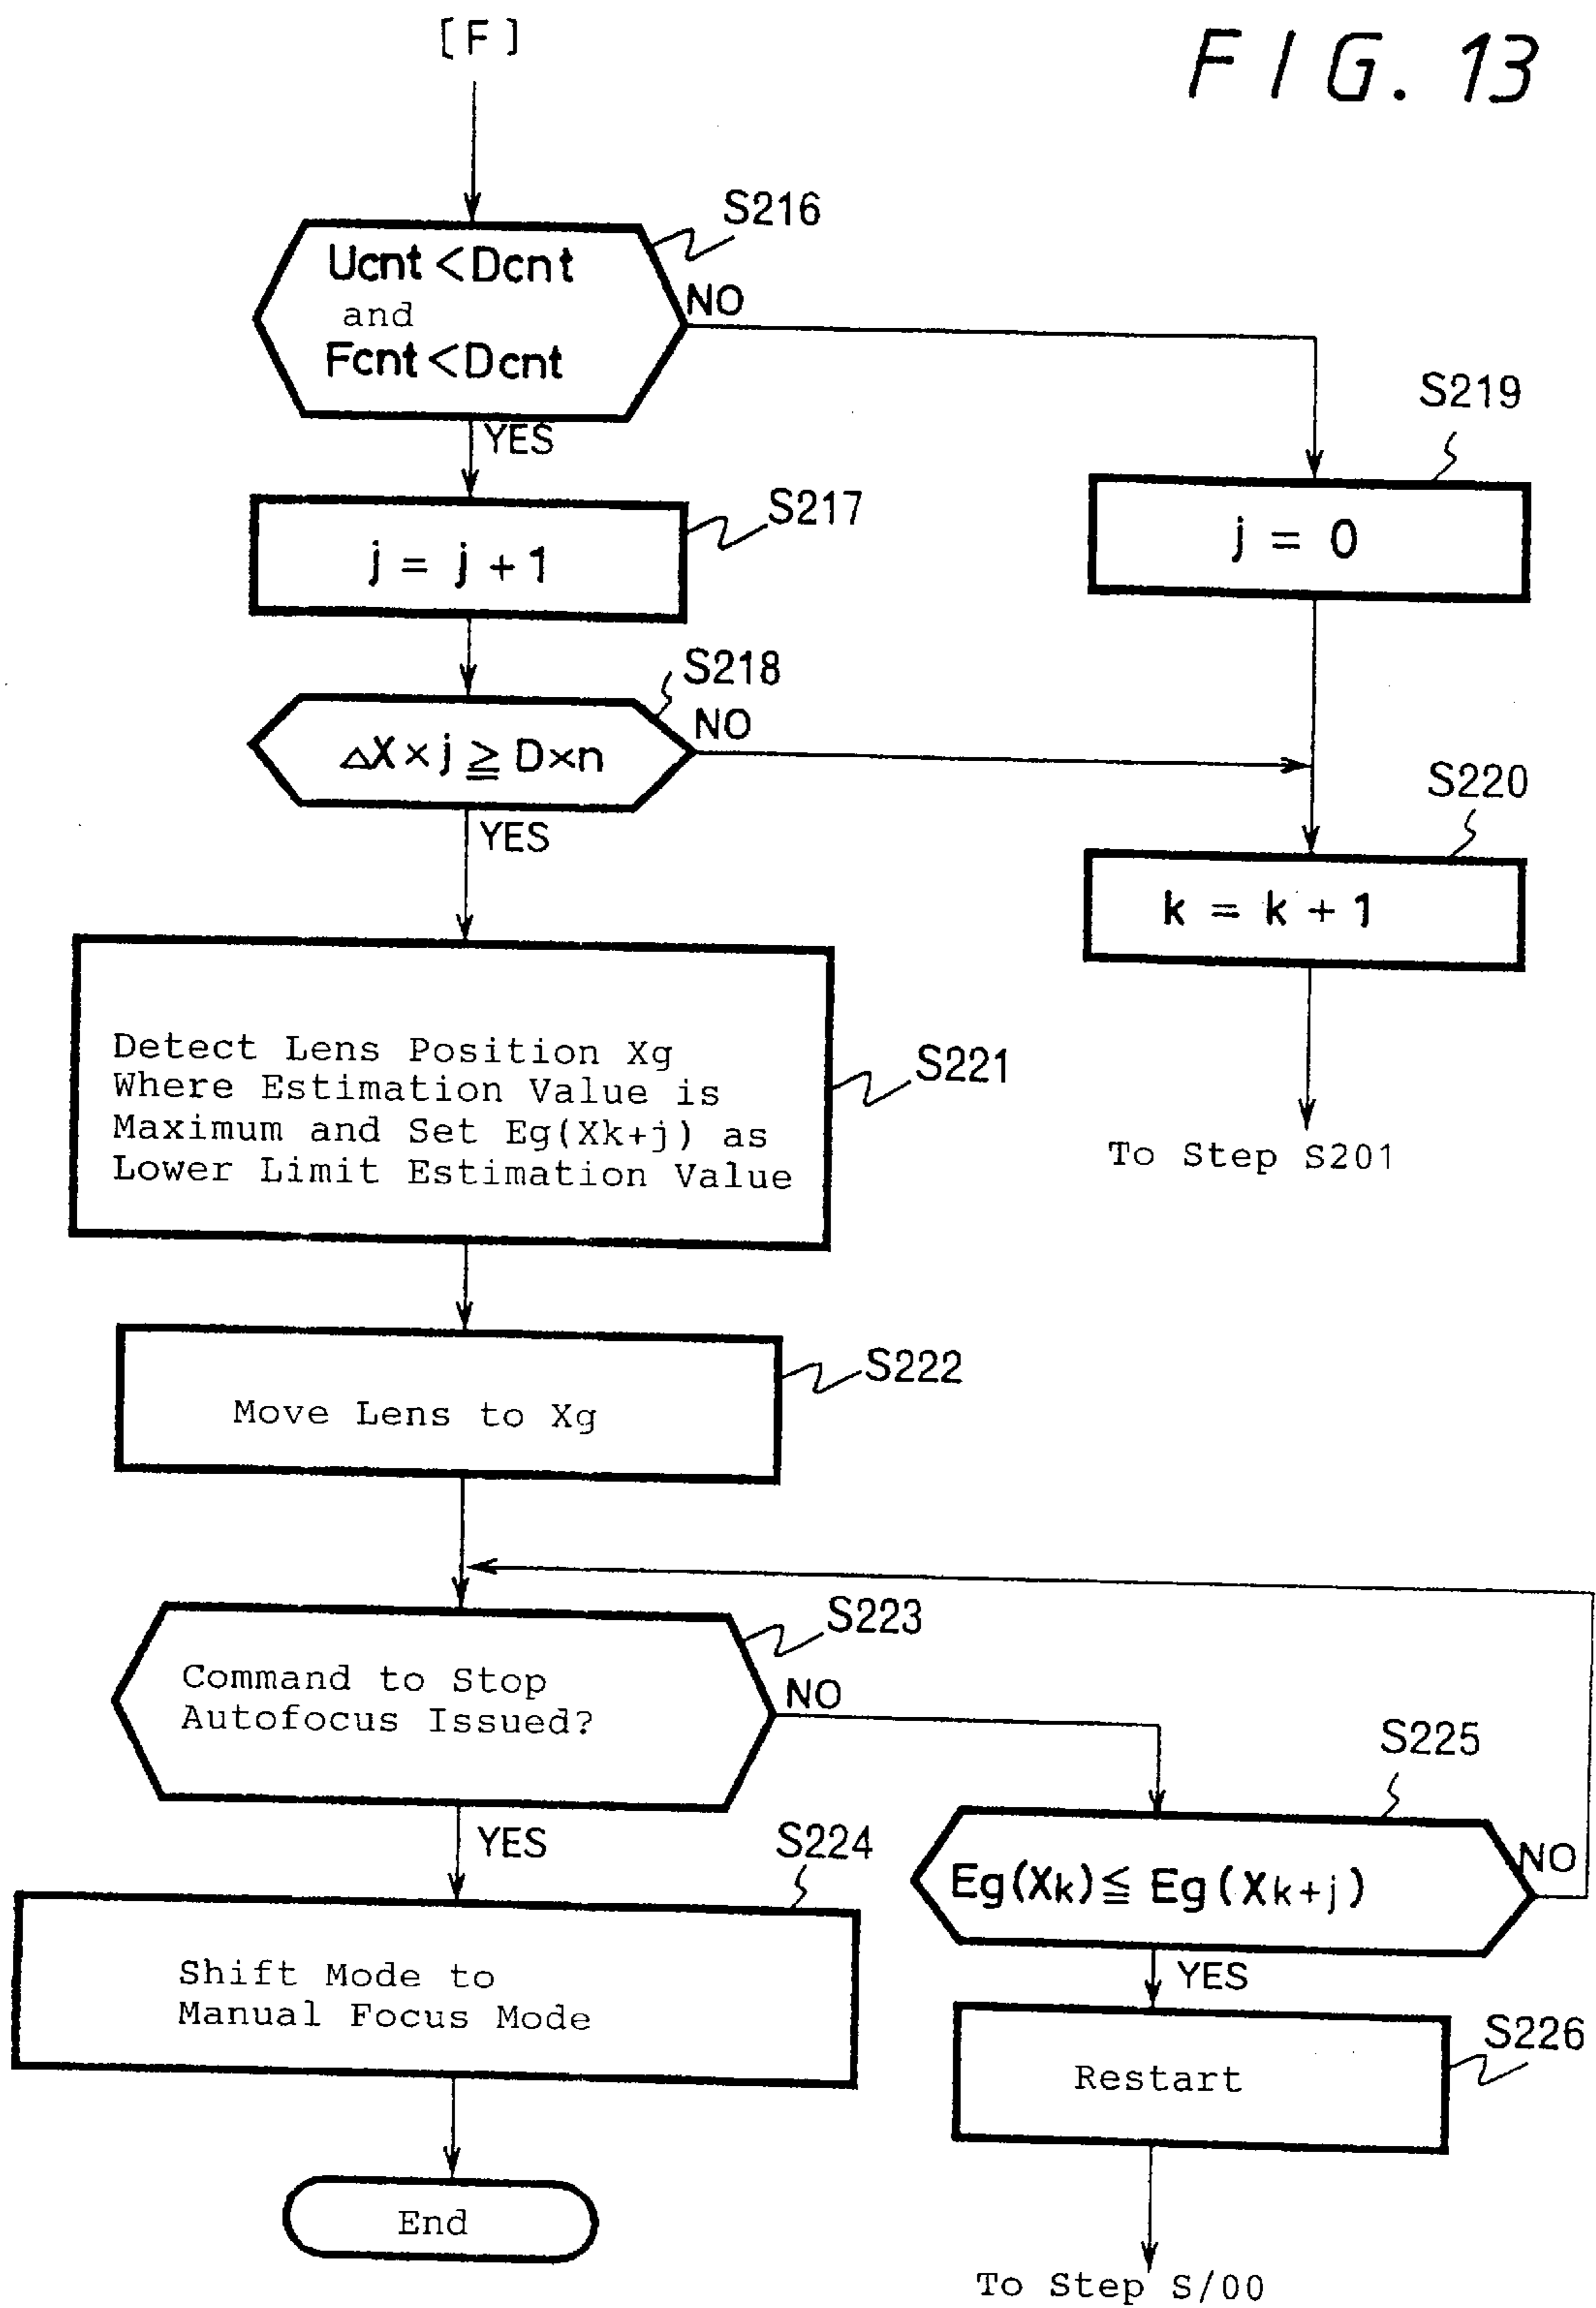 [F]
FIG. 13
S216
Ucnt < Dcnt
and
Fcnt < Dcnt
NO
YES
S219
j = 0
S217
j = j + 1
S218
△X × j ≧ D × n
NO
YES
S220
k = k + 1
To Step S201
Detect Lens Position Xg
Where Estimation Value is
Maximum and Set Eg(Xk+j) as
Lower Limit Estimation Value
S221
S222
Move Lens to Xg
S223
Command to Stop
Autofocus Issued?
NO
YES
S225
Eg(Xk) ≦ Eg(Xk+j)
NO
YES
S224
Shift Mode to
Manual Focus Mode
S226
Restart
End
To Step S/00